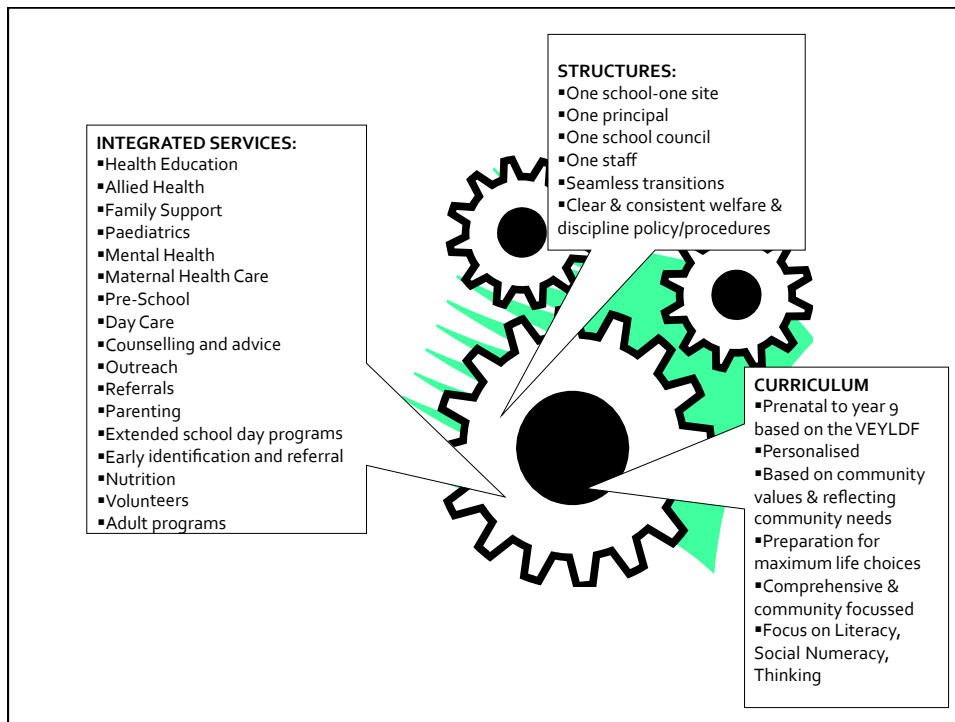 STRUCTURES:
▪One school-one site
▪One principal
▪One school council
▪One staff
▪Seamless transitions
▪Clear & consistent welfare &
discipline policy/procedures
INTEGRATED SERVICES:
▪Health Education
▪Allied Health
▪Family Support
▪Paediatrics
▪Mental Health
▪Maternal Health Care
▪Pre-School
▪Day Care
▪Counselling and advice
▪Outreach
▪Referrals
▪Parenting
▪Extended school day programs
▪Early identification and referral
▪Nutrition
▪Volunteers
▪Adult programs
CURRICULUM
▪Prenatal to year 9
based on the VEYLDF
▪Personalised
▪Based on community
values & reflecting
community needs
▪Preparation for
maximum life choices
▪Comprehensive &
community focussed
▪Focus on Literacy,
Social Numeracy,
Thinking